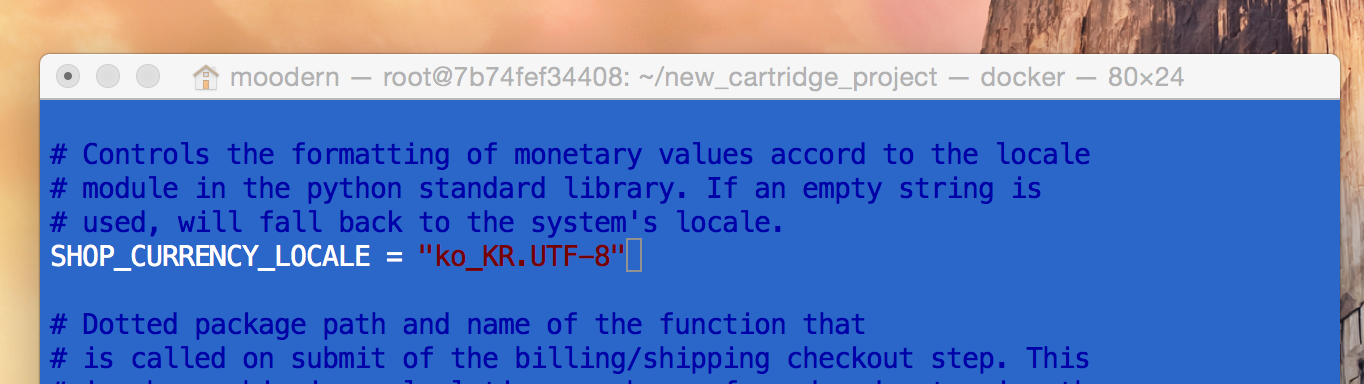 moodern — root@7b74fef34408: ~/new_cartridge_project — docker — 80×24
# Controls the formatting of monetary values accord to the locale
# module in the python standard library. If an empty string is
# used, will fall back to the system's locale.
SHOP_CURRENCY_LOCALE = "ko_KR.UTF-8"
# Dotted package path and name of the function that
# is called on submit of the billing/shipping checkout step. This